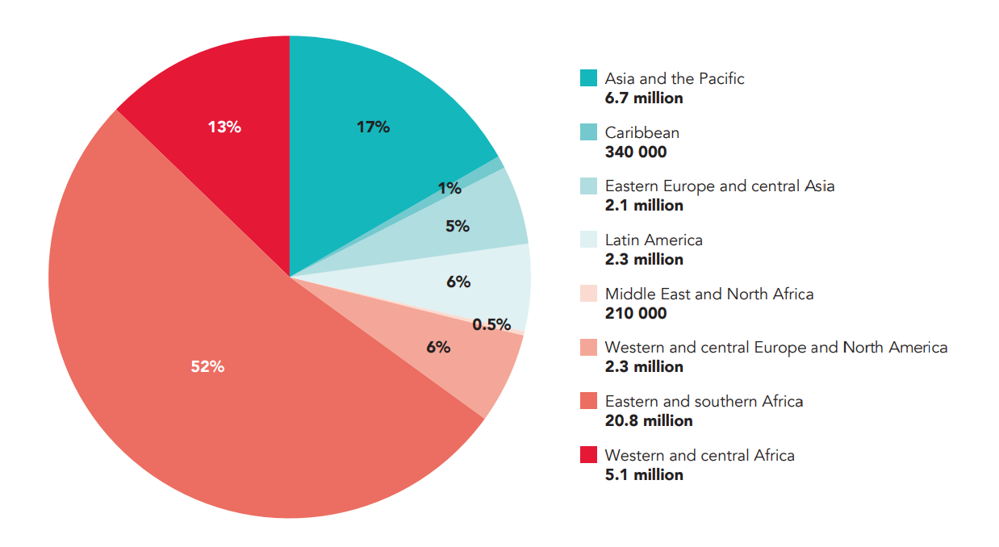 13%
17%
1%
5%
6%
0.5%
6%
52%
Asia and the Pacific
6.7 million
Caribbean
340 000
Eastern Europe and central Asia
2.1 million
Latin America
2.3 million
Middle East and North Africa
210 000
Western and central Europe and North America
2.3 million
Eastern and southern Africa
20.8 million
Western and central Africa
5.1 million